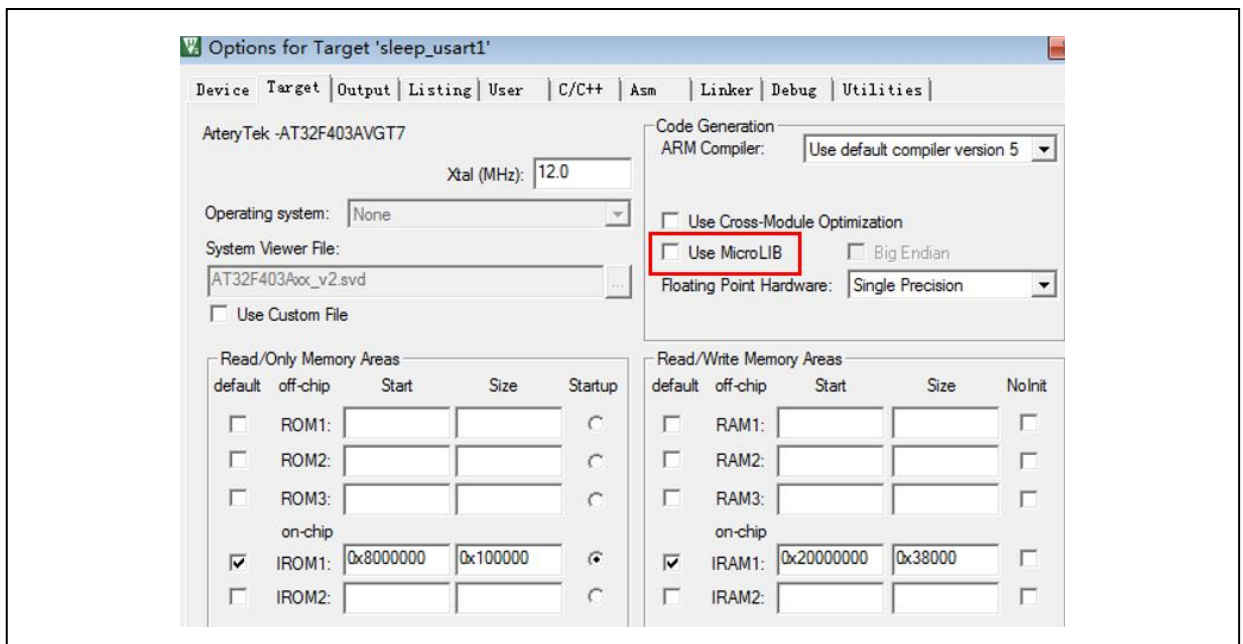 Options for Target 'sleep_usart1'
Device Target Output Listing User C/C++ Asm Linker Debug Utilities
ArteryTek -AT32F403AVGT7
Xtal (MHz): 12.0
Operating system: None
System Viewer File:
AT32F403Axx_v2.svd ...
Use Custom File
Code Generation
ARM Compiler: Use default compiler version 5
Use Cross-Module Optimization
Use MicroLIB Big Endian
Floating Point Hardware: Single Precision
Read/Only Memory Areas
default off-chip Start Size Startup
ROM1:
ROM2:
ROM3:
on-chip
IROM1: 0x8000000 0x100000
IROM2:
Read/Write Memory Areas
default off-chip Start Size NoInit
RAM1:
RAM2:
RAM3:
on-chip
IRAM1: 0x20000000 0x38000
IRAM2: